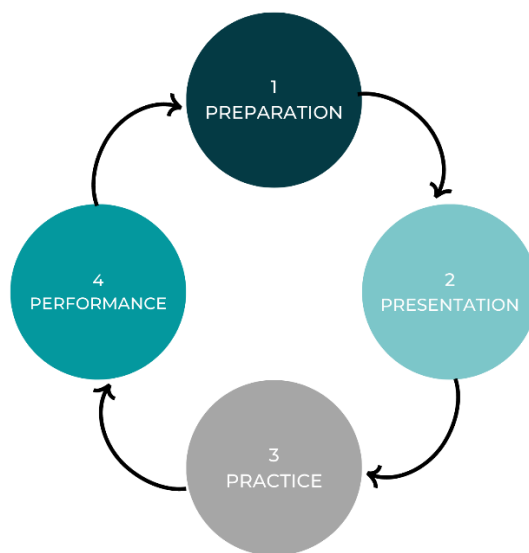 1
PREPARATION
2
PRESENTATION
3
PRACTICE
4
PERFORMANCE